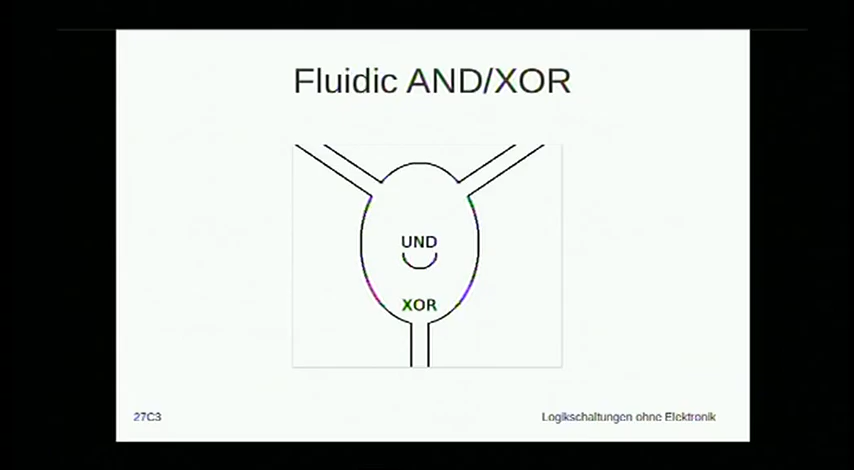 Fluidic AND/XOR
UND
XOR
27C3
Logikschaltungen ohne Elektronik